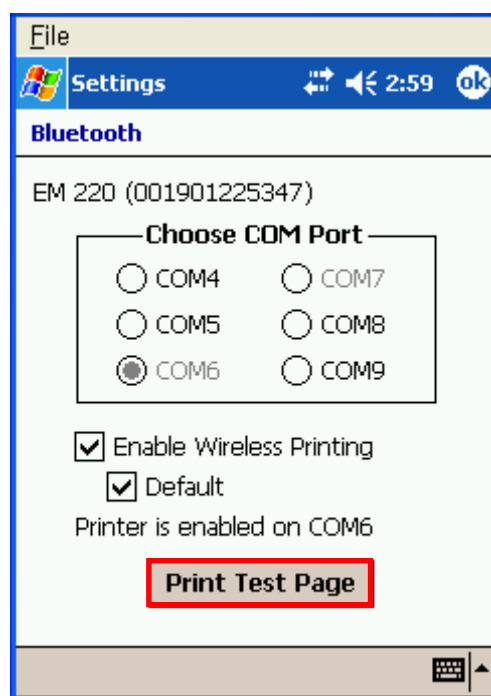 File
Settings 2:59 ok
Bluetooth
EM 220 (001901225347)
Choose COM Port
COM4 COM7
COM5 COM8
COM6 COM9
Enable Wireless Printing
Default
Printer is enabled on COM6
Print Test Page